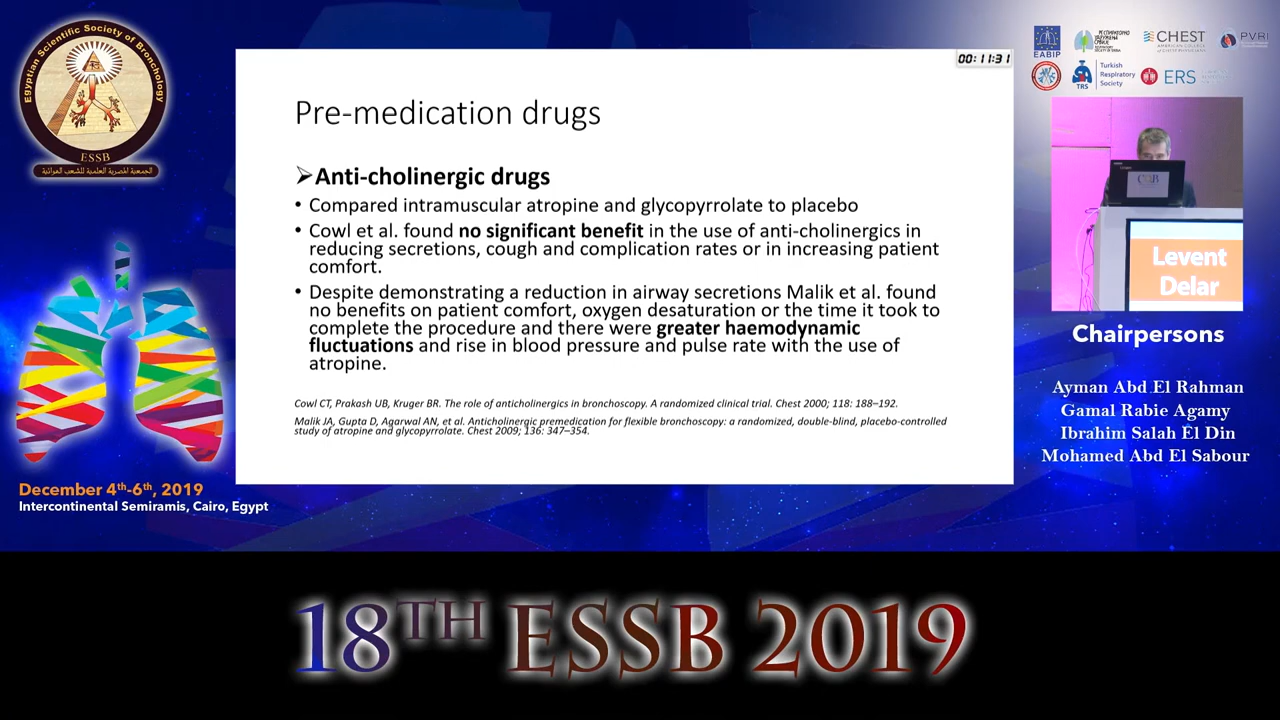 Egyptian Scientific Society of Bronchology
ESSB
الجمعية المصرية العلمية للشعب الهوائية
December 4th-6th, 2019
Intercontinental Semiramis, Cairo, Egypt
00:11:31
Pre-medication drugs
➢Anti-cholinergic drugs
• Compared intramuscular atropine and glycopyrrolate to placebo
• Cowl et al. found no significant benefit in the use of anti-cholinergics in
reducing secretions, cough and complication rates or in increasing patient
comfort.
• Despite demonstrating a reduction in airway secretions Malik et al. found
no benefits on patient comfort, oxygen desaturation or the time it took to
complete the procedure and there were greater haemodynamic
fluctuations and rise in blood pressure and pulse rate with the use of
atropine.
Cowl CT, Prakash UB, Kruger BR. The role of anticholinergics in bronchoscopy. A randomized clinical trial. Chest 2000; 118: 188–192.
Malik JA, Gupta D, Agarwal AN, et al. Anticholinergic premedication for flexible bronchoscopy: a randomized, double-blind, placebo-controlled
study of atropine and glycopyrrolate. Chest 2009; 136: 347–354.
EABIP
CHEST
PVRI
TRS
Turkish
Respiratory
Society
ERS
Levent
Delar
Chairpersons
Ayman Abd El Rahman
Gamal Rabie Agamy
Ibrahim Salah El Din
Mohamed Abd El Sabour
18TH ESSB 2019